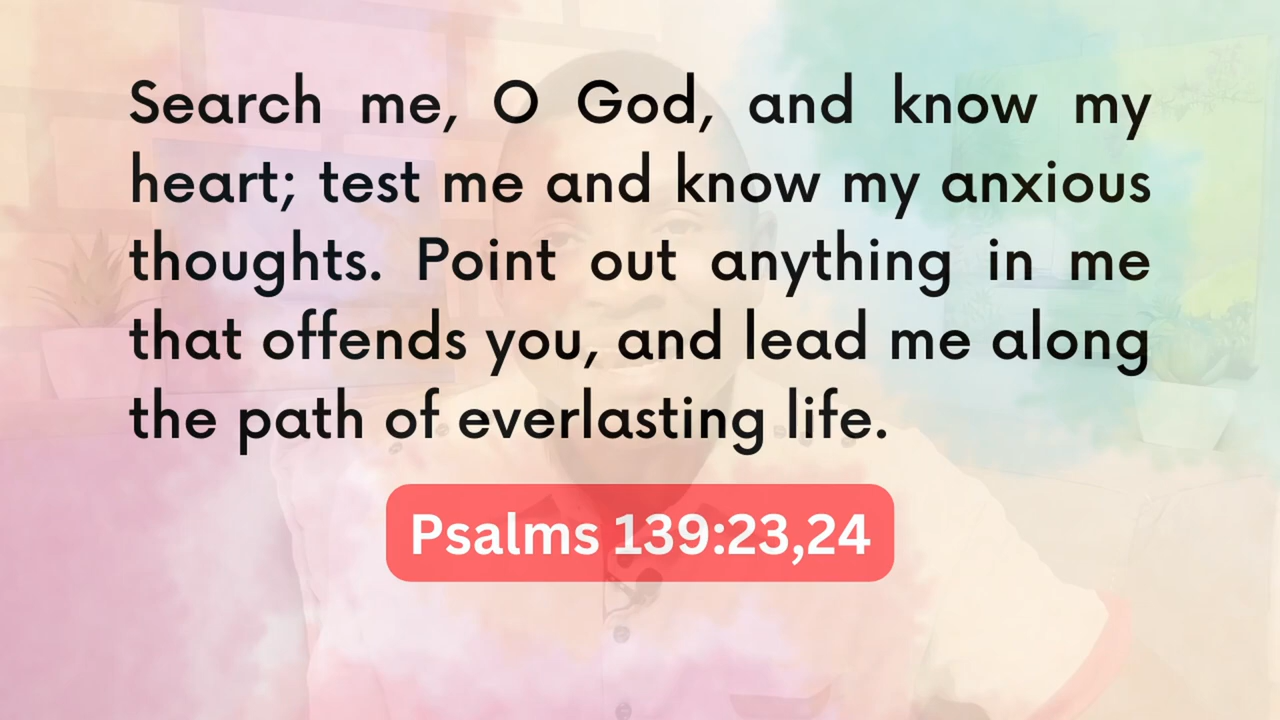 Search me, O God, and know my
heart; test me and know my anxious
thoughts. Point out anything in me
that offends you, and lead me along
the path of everlasting life.
Psalms 139:23,24